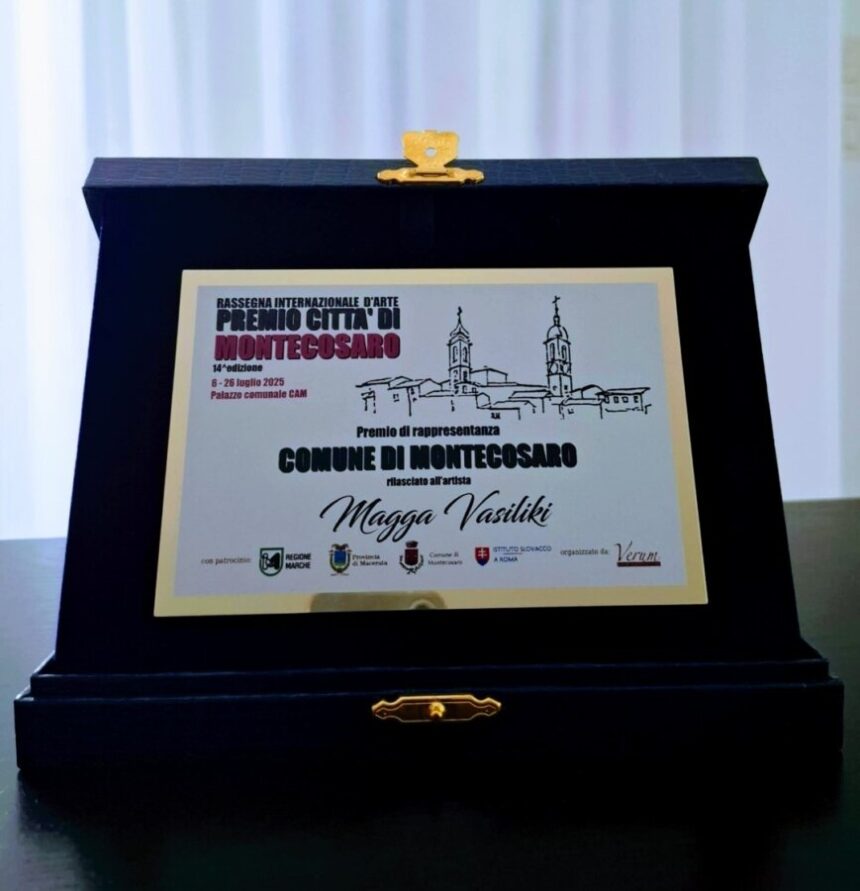 RASSEGNA INTERNAZIONALE D'ARTE
PREMIO CITTA' DI
MONTECOSARO
14^edizione
6 - 26 luglio 2025
Palazzo comunale CAM
Premio di rappresentanza
COMUNE DI MONTECOSARO
rilasciato all'artista
Magga Vasiliki
con patrocinio:
REGIONE
MARCHE
Provincia
di Macerata
Comune di
Montecosaro
ISTITUTO SLOVACCO
A ROMA
organizzato da:
Verum